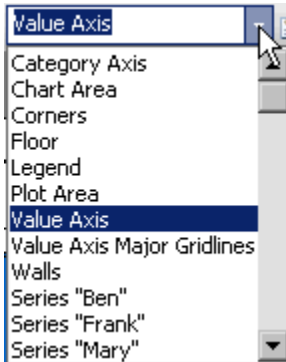 Value Axis
Category Axis
Chart Area
Corners
Floor
Legend
Plot Area
Value Axis
Value Axis Major Gridlines
Walls
Series "Ben"
Series "Frank"
Series "Mary"